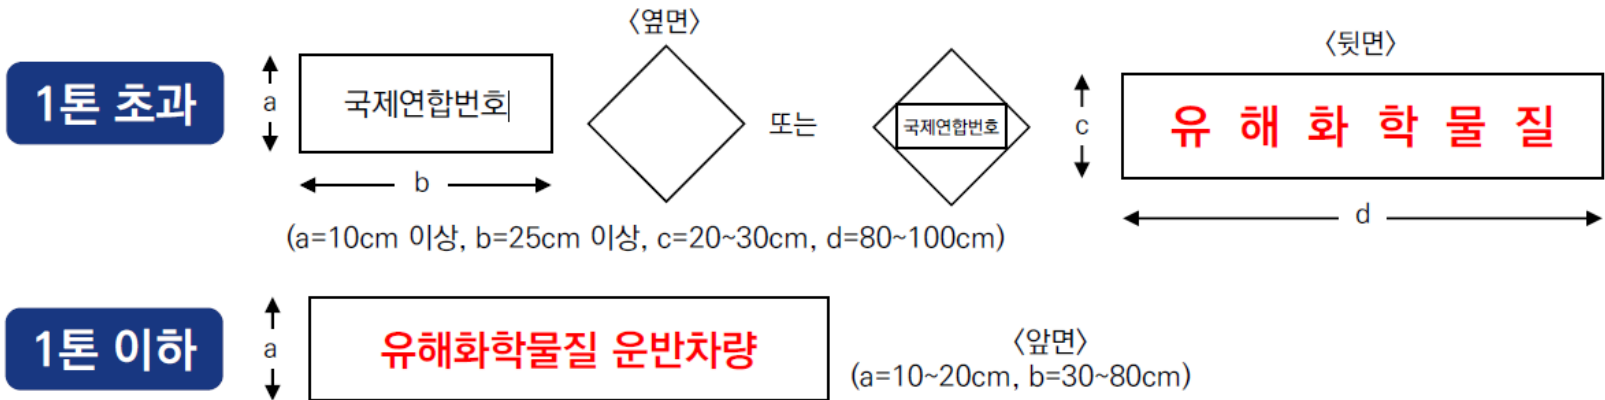 〈옆면〉
〈뒷면〉
1톤 초과
a
국제연합번호
또는
국제연합번호
c
유 해 화 학 물 질
b
d
(a=10cm 이상, b=25cm 이상, c=20~30cm, d=80~100cm)
1톤 이하
a
유해화학물질 운반차량
〈앞면〉
(a=10~20cm, b=30~80cm)